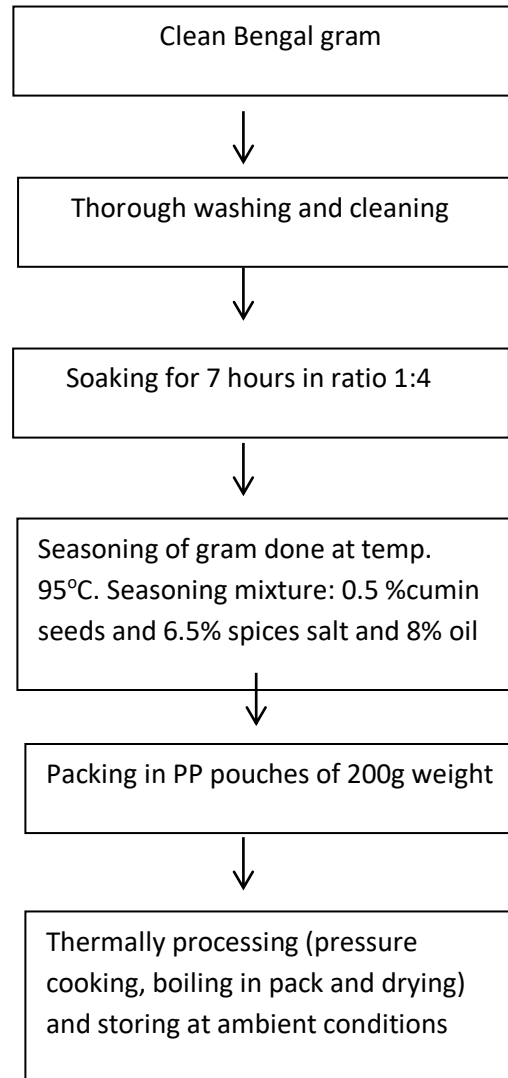 Clean Bengal gram
Thorough washing and cleaning
Soaking for 7 hours in ratio 1:4
Seasoning of gram done at temp.
95°C. Seasoning mixture: 0.5 %cumin
seeds and 6.5% spices salt and 8% oil
Packing in PP pouches of 200g weight
Thermally processing (pressure
cooking, boiling in pack and drying)
and storing at ambient conditions